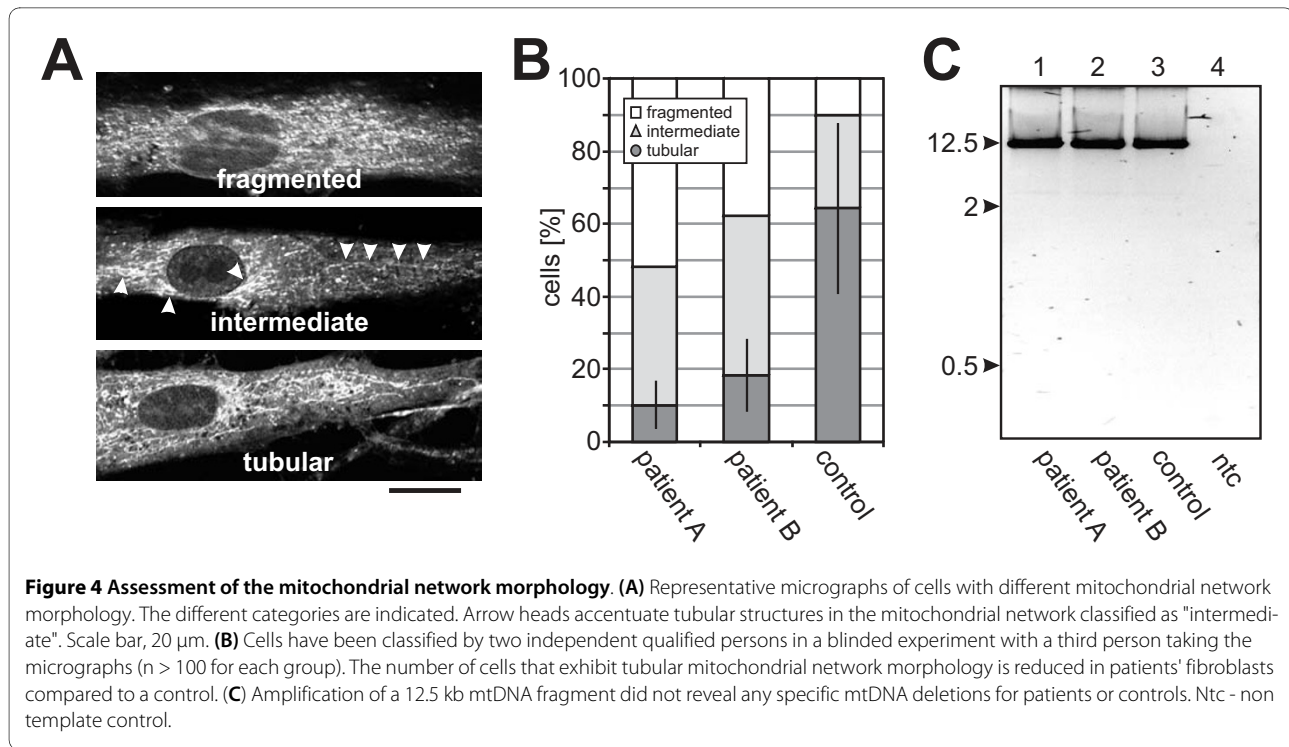 A
fragmented
intermediate
tubular
B
100
80
60
40
20
0
cells [%]
fragmented
intermediate
tubular
patient A
patient B
control
C
1 2 3 4
12.5
2
0.5
patient A
patient B
control
ntc
Figure 4 Assessment of the mitochondrial network morphology. (A) Representative micrographs of cells with different mitochondrial network
morphology. The different categories are indicated. Arrow heads accentuate tubular structures in the mitochondrial network classified as "intermedi-
ate". Scale bar, 20 μm. (B) Cells have been classified by two independent qualified persons in a blinded experiment with a third person taking the
micrographs (n > 100 for each group). The number of cells that exhibit tubular mitochondrial network morphology is reduced in patients' fibroblasts
compared to a control. (C) Amplification of a 12.5 kb mtDNA fragment did not reveal any specific mtDNA deletions for patients or controls. Ntc - non
template control.